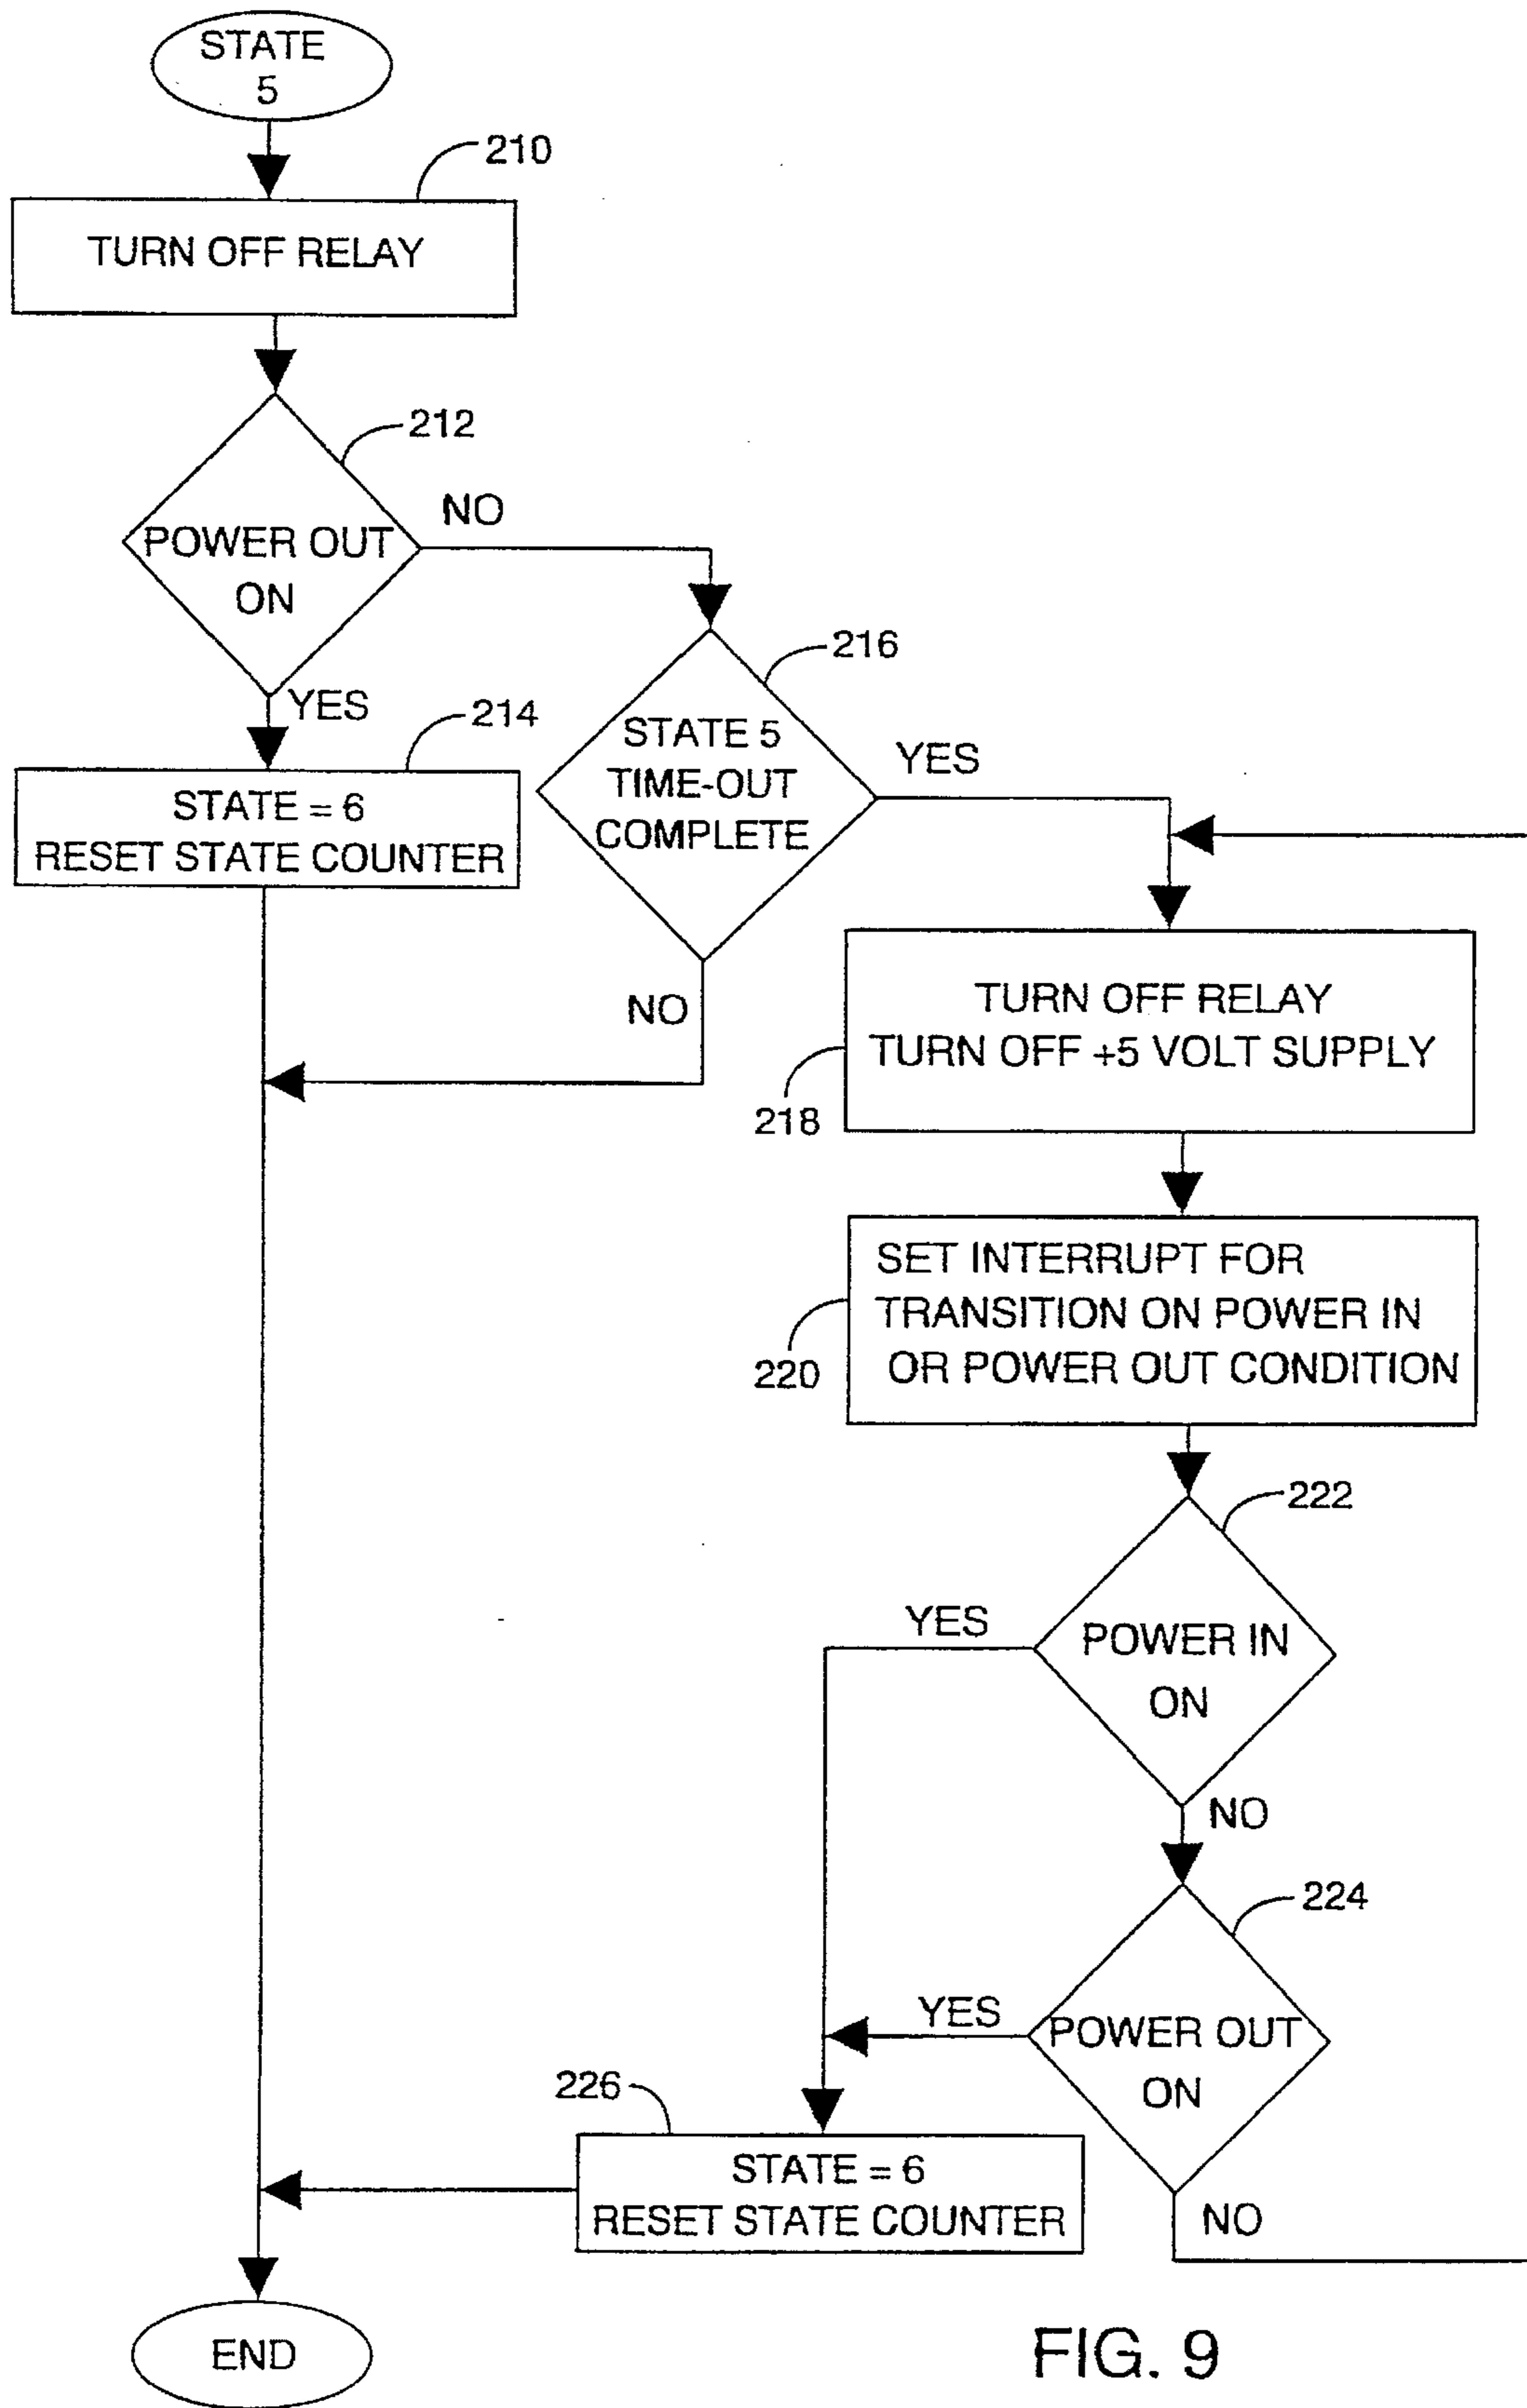 STATE
5
210
TURN OFF RELAY
212
NO
POWER OUT
ON
YES
214
STATE = 6
RESET STATE COUNTER
216
STATE 5
TIME-OUT
COMPLETE
YES
NO
TURN OFF RELAY
TURN OFF +5 VOLT SUPPLY
218
SET INTERRUPT FOR
TRANSITION ON POWER IN
OR POWER OUT CONDITION
220
222
YES
POWER IN
ON
NO
224
YES
POWER OUT
ON
226
STATE = 6
RESET STATE COUNTER
NO
END
FIG. 9